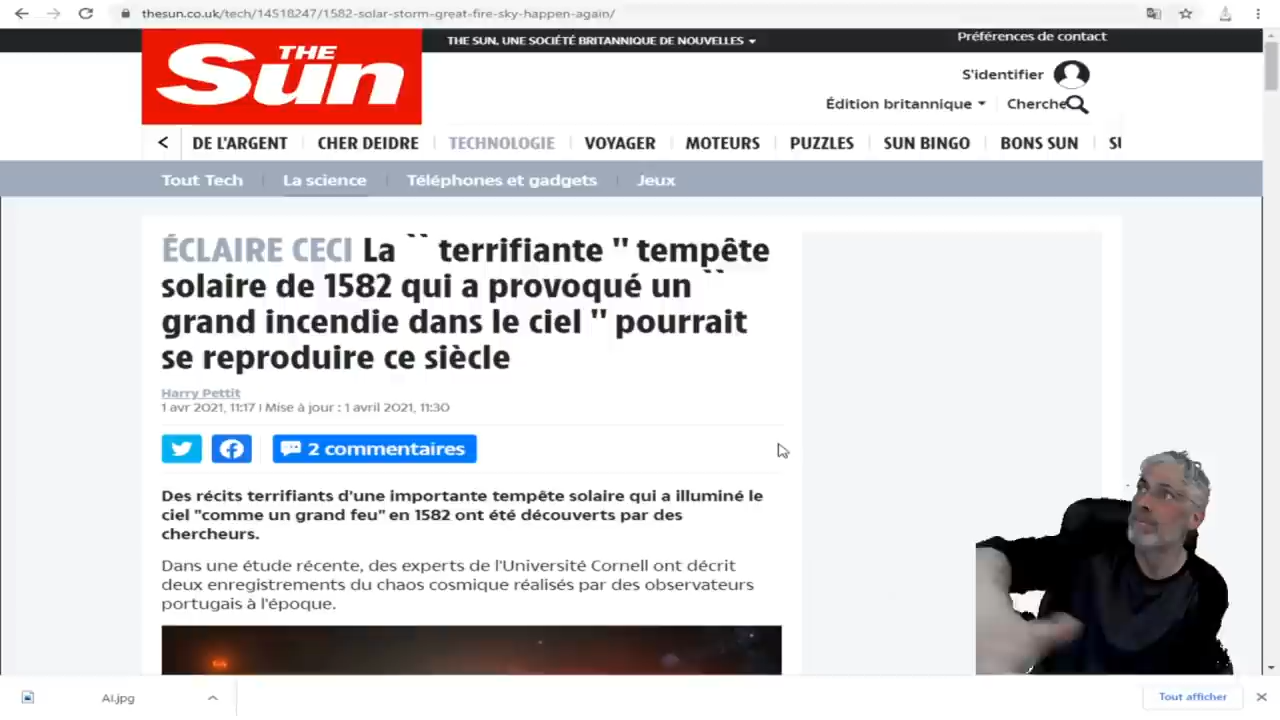 thesun.co.uk/tech/14518247/1582-solar-storm-great-fire-sky-happen-again/
THE SUN, UNE SOCIÉTÉ BRITANNIQUE DE NOUVELLES
Préférences de contact
THE
Sun
S'identifier
Édition britannique
Cherche
DE L'ARGENT
CHER DEIDRE
TECHNOLOGIE
VOYAGER
MOTEURS
PUZZLES
SUN BINGO
BONS SUN
Tout Tech
La science
Téléphones et gadgets
Jeux
ÉCLAIRE CECI La `` terrifiante '' tempête
solaire de 1582 qui a provoqué un ``
grand incendie dans le ciel '' pourrait
se reproduire ce siècle
Harry Pettit
1 avr 2021, 11:17 | Mise à jour : 1 avril 2021, 11:30
2 commentaires
Des récits terrifiants d'une importante tempête solaire qui a illuminé le
ciel "comme un grand feu" en 1582 ont été découverts par des
chercheurs.
Dans une étude récente, des experts de l'Université Cornell ont décrit
deux enregistrements du chaos cosmique réalisés par des observateurs
portugais à l'époque.
AI.jpg
Tout afficher